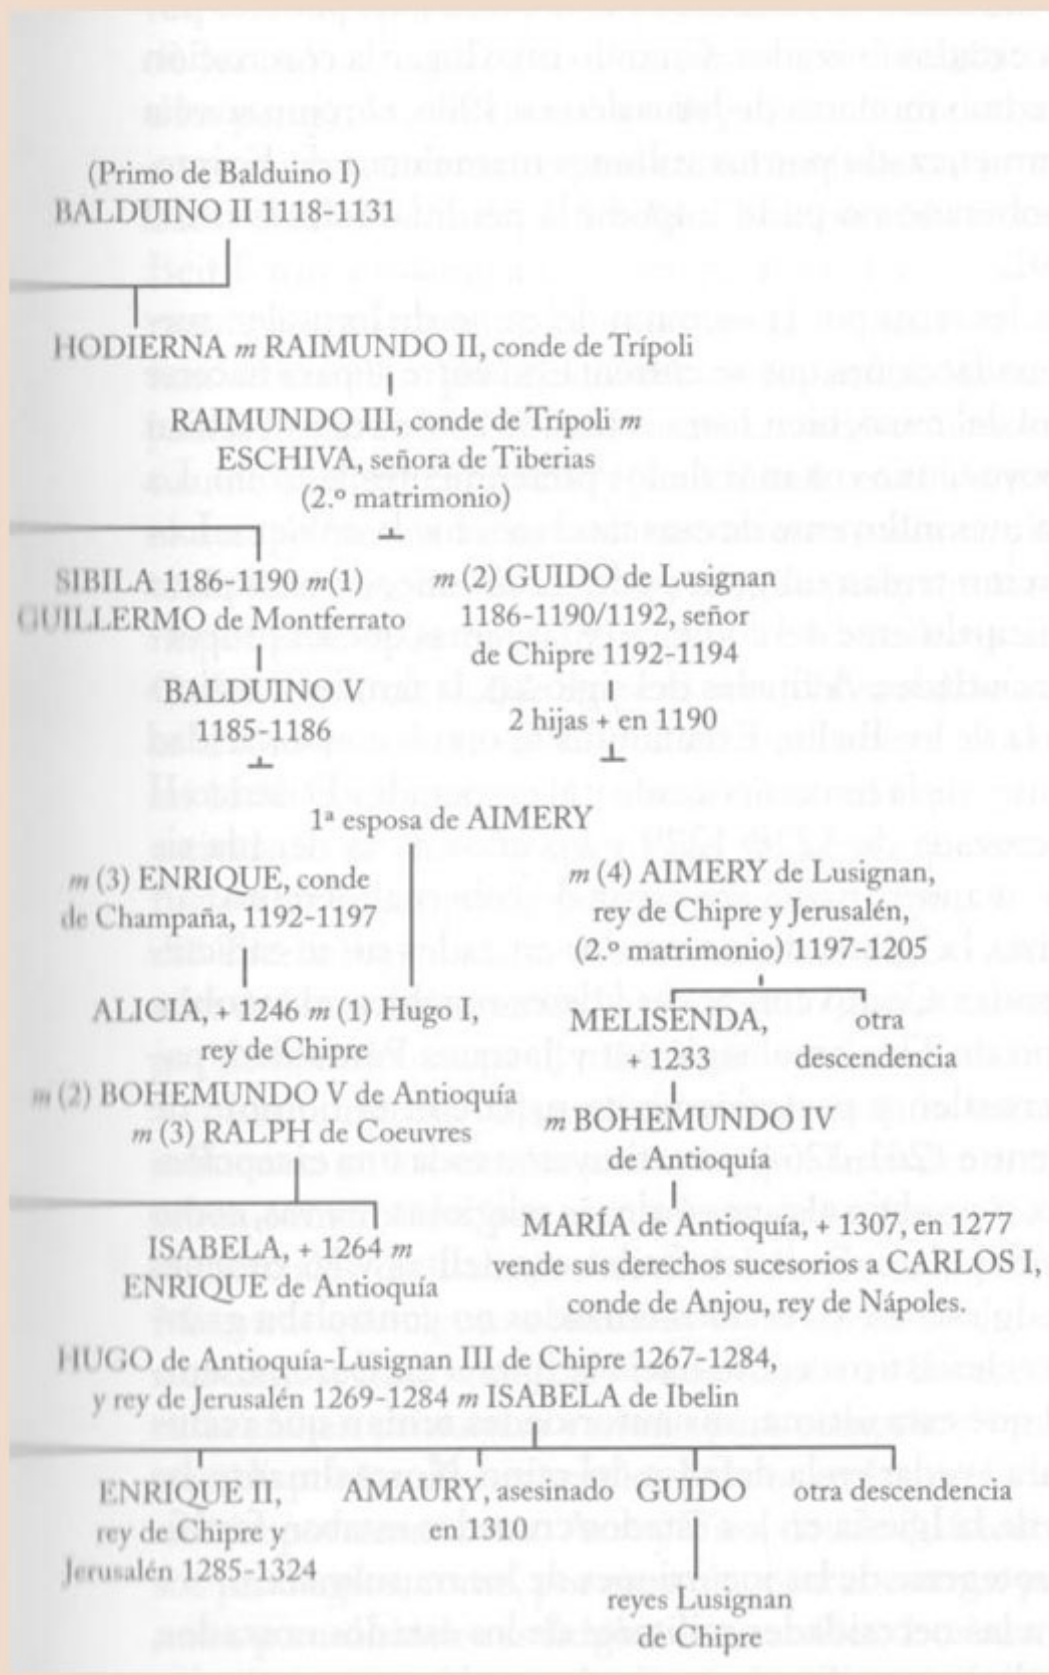 (Primo de Balduino I)
BALDUINO II 1118-1131
HODIERNA m RAIMUNDO II, conde de Trípoli
RAIMUNDO III, conde de Trípoli m
ESCHIVA, señora de Tiberias
(2.º matrimonio)
SIBILA 1186-1190 m(1)
GUILLERMO de Montferrato
m (2) GUIDO de Lusignan
1186-1190/1192, señor
de Chipre 1192-1194
BALDUINO V
1185-1186
2 hijas + en 1190
1ª esposa de AIMERY
m (3) ENRIQUE, conde
de Champaña, 1192-1197
m (4) AIMERY de Lusignan,
rey de Chipre y Jerusalén,
(2.º matrimonio) 1197-1205
ALICIA, + 1246 m (1) Hugo I,
rey de Chipre
m (2) BOHEMUNDO V de Antioquía
m (3) RALPH de Coeuvres
MELISENDA,
+ 1233
otra
descendencia
m BOHEMUNDO IV
de Antioquía
ISABELA, + 1264 m
ENRIQUE de Antioquía
MARÍA de Antioquía, + 1307, en 1277
vende sus derechos sucesorios a CARLOS I,
conde de Anjou, rey de Nápoles.
HUGO de Antioquía-Lusignan III de Chipre 1267-1284,
y rey de Jerusalén 1269-1284 m ISABELA de Ibelin
ENRIQUE II,
rey de Chipre y
Jerusalén 1285-1324
AMAURY, asesinado
en 1310
GUIDO
otra descendencia
reyes Lusignan
de Chipre